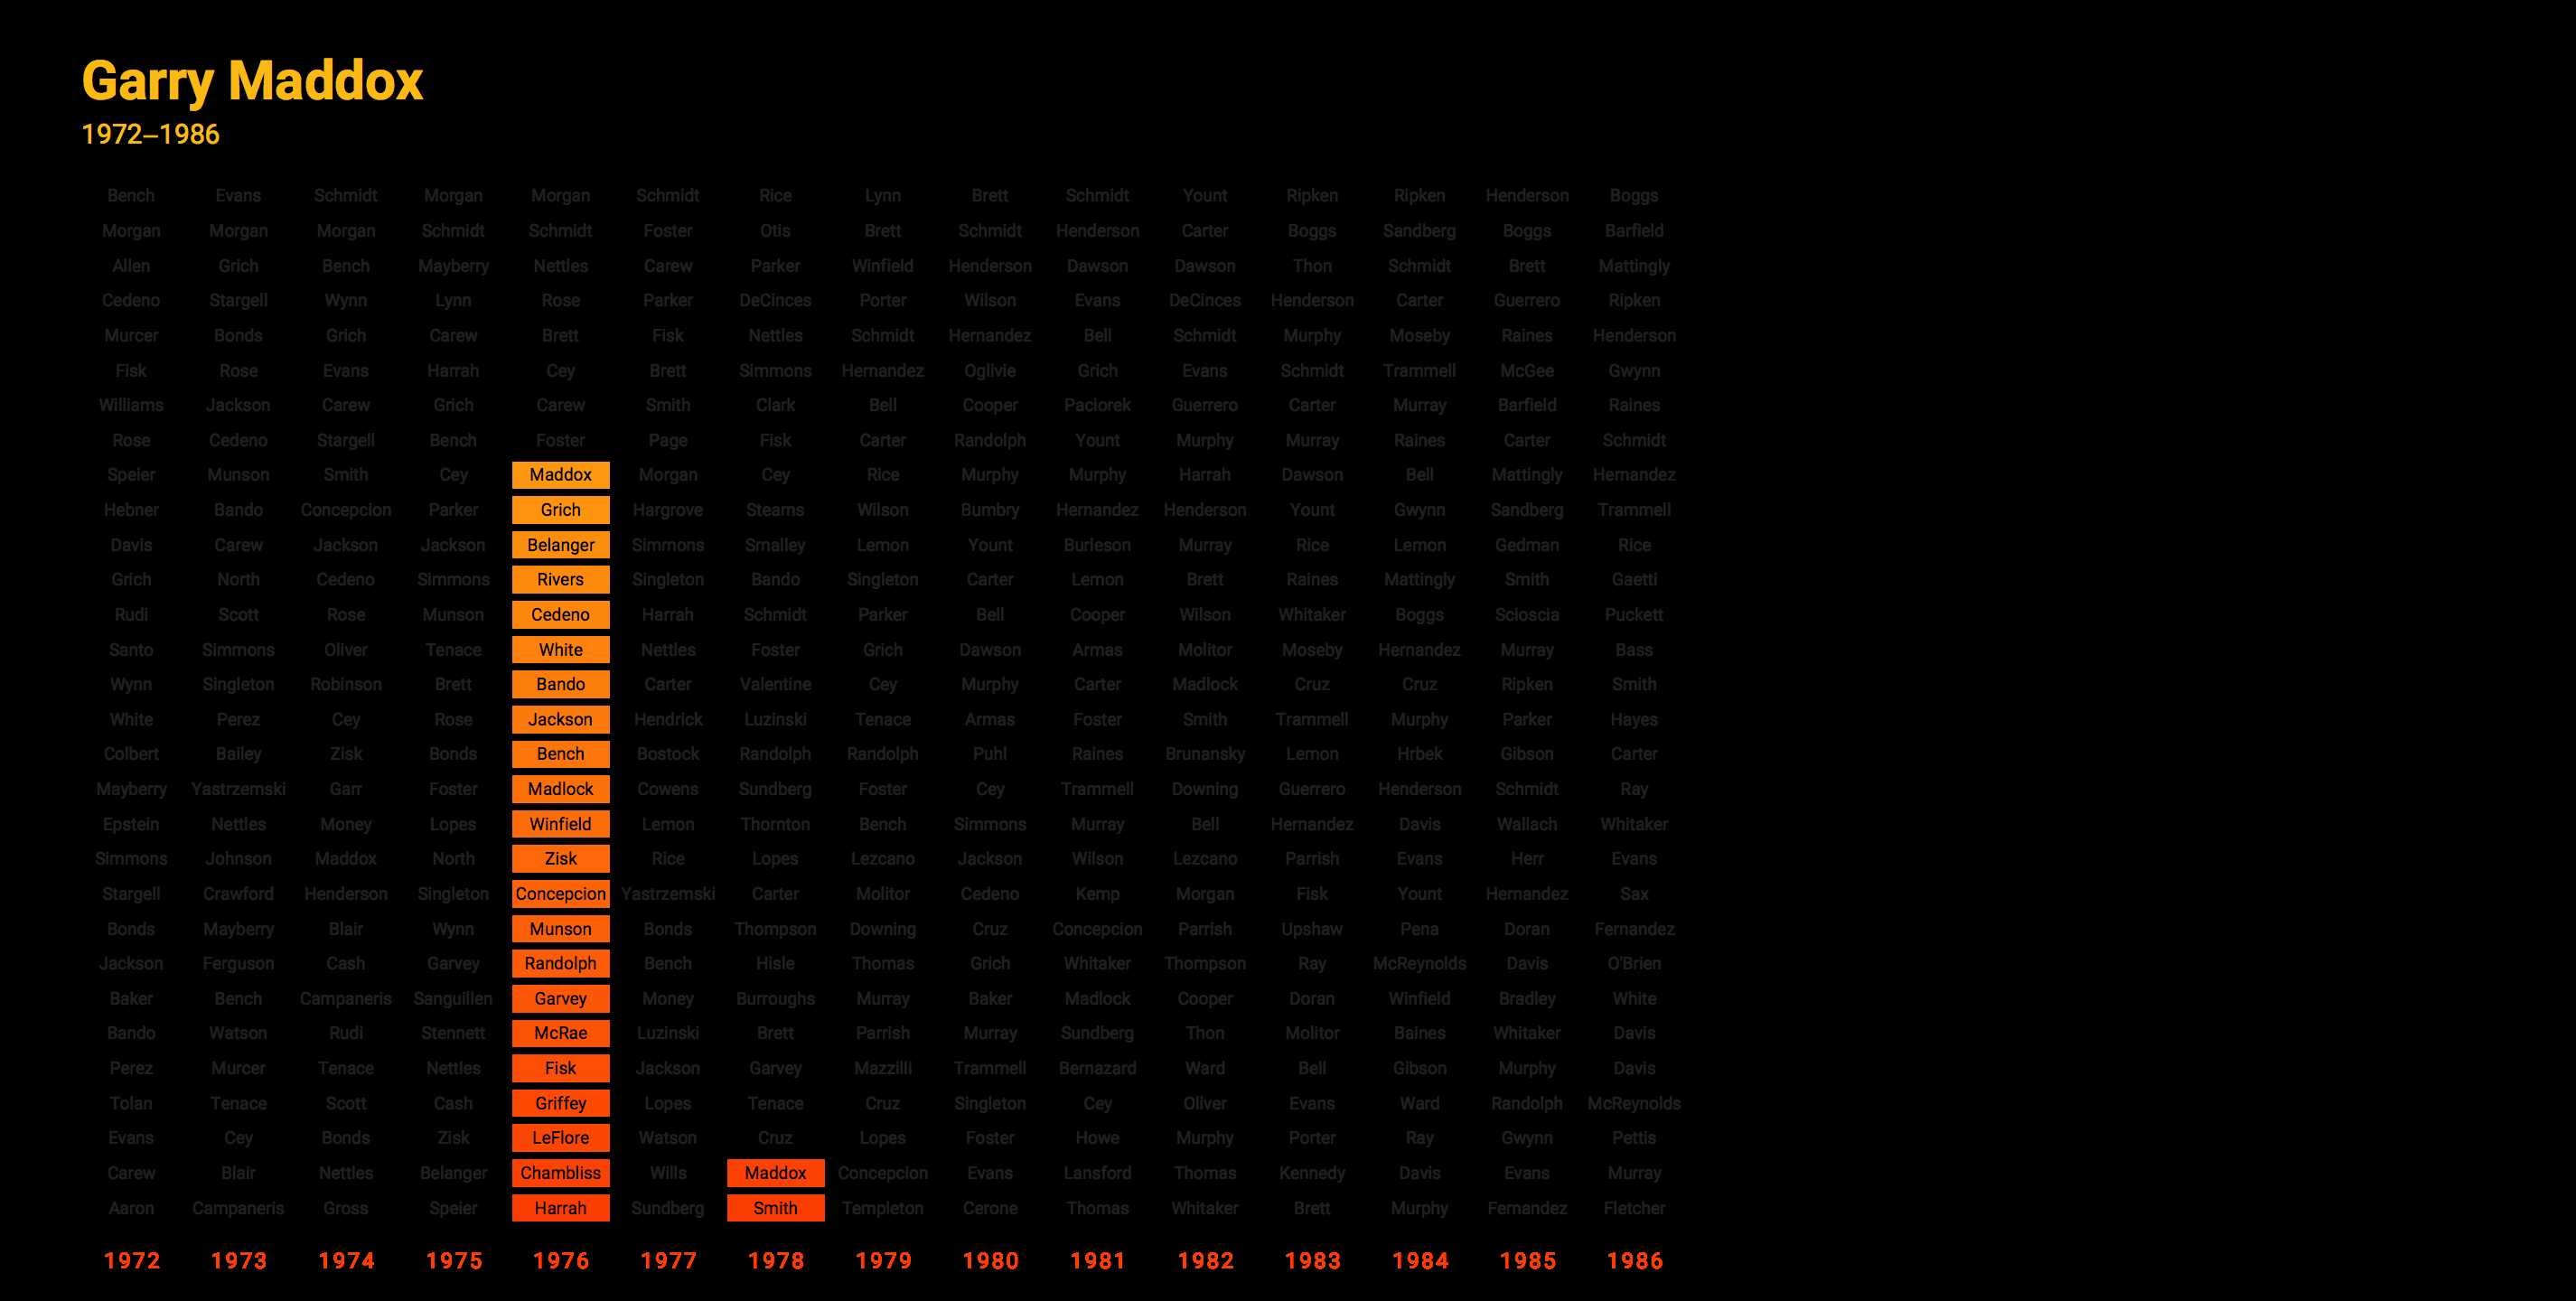 Garry Maddox
1972–1986
Bench Evans Schmidt Morgan Morgan Schmidt Rice Lynn Brett Schmidt Yount Ripken Ripken Henderson Boggs
Morgan Morgan Morgan Schmidt Schmidt Foster Otis Brett Schmidt Henderson Carter Boggs Sandberg Boggs Barfield
Allen Grich Bench Mayberry Nettles Carew Parker Winfield Henderson Dawson Dawson Thon Schmidt Brett Mattingly
Cedeno Stargell Wynn Lynn Rose Parker DeCinces Porter Wilson Evans DeCinces Henderson Carter Guerrero Ripken
Murcer Bonds Grich Carew Brett Fisk Nettles Schmidt Hernandez Bell Schmidt Murphy Moseby Raines Henderson
Fisk Rose Evans Harrah Cey Brett Simmons Hernandez Oglivie Grich Evans Schmidt Trammell McGee Gwynn
Williams Jackson Carew Grich Carew Smith Clark Bell Cooper Paciorek Guerrero Carter Murray Barfield Raines
Rose Cedeno Stargell Bench Foster Page Fisk Carter Randolph Yount Murphy Murray Raines Carter Schmidt
Speier Munson Smith Cey Maddox Morgan Cey Rice Murphy Murphy Harrah Dawson Bell Mattingly Hernandez
Hebner Bando Concepcion Parker Grich Hargrove Stearns Wilson Bumbry Hernandez Henderson Yount Gwynn Sandberg Trammell
Davis Carew Jackson Jackson Belanger Simmons Smalley Lemon Yount Burleson Murray Rice Lemon Gedman Rice
Grich North Cedeno Simmons Rivers Singleton Bando Singleton Carter Lemon Brett Raines Mattingly Smith Gaetti
Rudi Scott Rose Munson Cedeno Harrah Schmidt Parker Bell Cooper Wilson Whitaker Boggs Scioscia Puckett
Santo Simmons Oliver Tenace White Nettles Foster Grich Dawson Armas Molitor Moseby Hernandez Murray Bass
Wynn Singleton Robinson Brett Bando Carter Valentine Cey Murphy Carter Madlock Cruz Cruz Ripken Smith
White Perez Cey Rose Jackson Hendrick Luzinski Tenace Armas Foster Smith Trammell Murphy Parker Hayes
Colbert Bailey Zisk Bonds Bench Bostock Randolph Randolph Puhl Raines Brunansky Lemon Hrbek Gibson Carter
Mayberry Yastrzemski Garr Foster Madlock Cowens Sundberg Foster Cey Trammell Downing Guerrero Henderson Schmidt Ray
Epstein Nettles Money Lopes Winfield Lemon Thornton Bench Simmons Murray Bell Hernandez Davis Wallach Whitaker
Simmons Johnson Maddox North Zisk Rice Lopes Lezcano Jackson Wilson Lezcano Parrish Evans Herr Evans
Stargell Crawford Henderson Singleton Concepcion Yastrzemski Carter Molitor Cedeno Kemp Morgan Fisk Yount Hernandez Sax
Bonds Mayberry Blair Wynn Munson Bonds Thompson Downing Cruz Concepcion Parrish Upshaw Pena Doran Fernandez
Jackson Ferguson Cash Garvey Randolph Bench Hisle Thomas Grich Whitaker Thompson Ray McReynolds Davis O'Brien
Baker Bench Campaneris Sanguillen Garvey Money Burroughs Murray Baker Madlock Cooper Doran Winfield Bradley White
Bando Watson Rudi Stennett McRae Luzinski Brett Parrish Murray Sundberg Thon Molitor Baines Whitaker Davis
Perez Murcer Tenace Nettles Fisk Jackson Garvey Mazzilli Trammell Bernazard Ward Bell Gibson Murphy Davis
Tolan Tenace Scott Cash Griffey Lopes Tenace Cruz Singleton Cey Oliver Evans Ward Randolph McReynolds
Evans Cey Bonds Zisk LeFlore Watson Cruz Lopes Foster Howe Murphy Porter Ray Gwynn Pettis
Carew Blair Nettles Belanger Chambliss Wills Maddox Concepcion Evans Lansford Thomas Kennedy Davis Evans Murray
Aaron Campaneris Gross Speier Harrah Sundberg Smith Templeton Cerone Thomas Whitaker Brett Murphy Fernandez Fletcher
1972 1973 1974 1975 1976 1977 1978 1979 1980 1981 1982 1983 1984 1985 1986